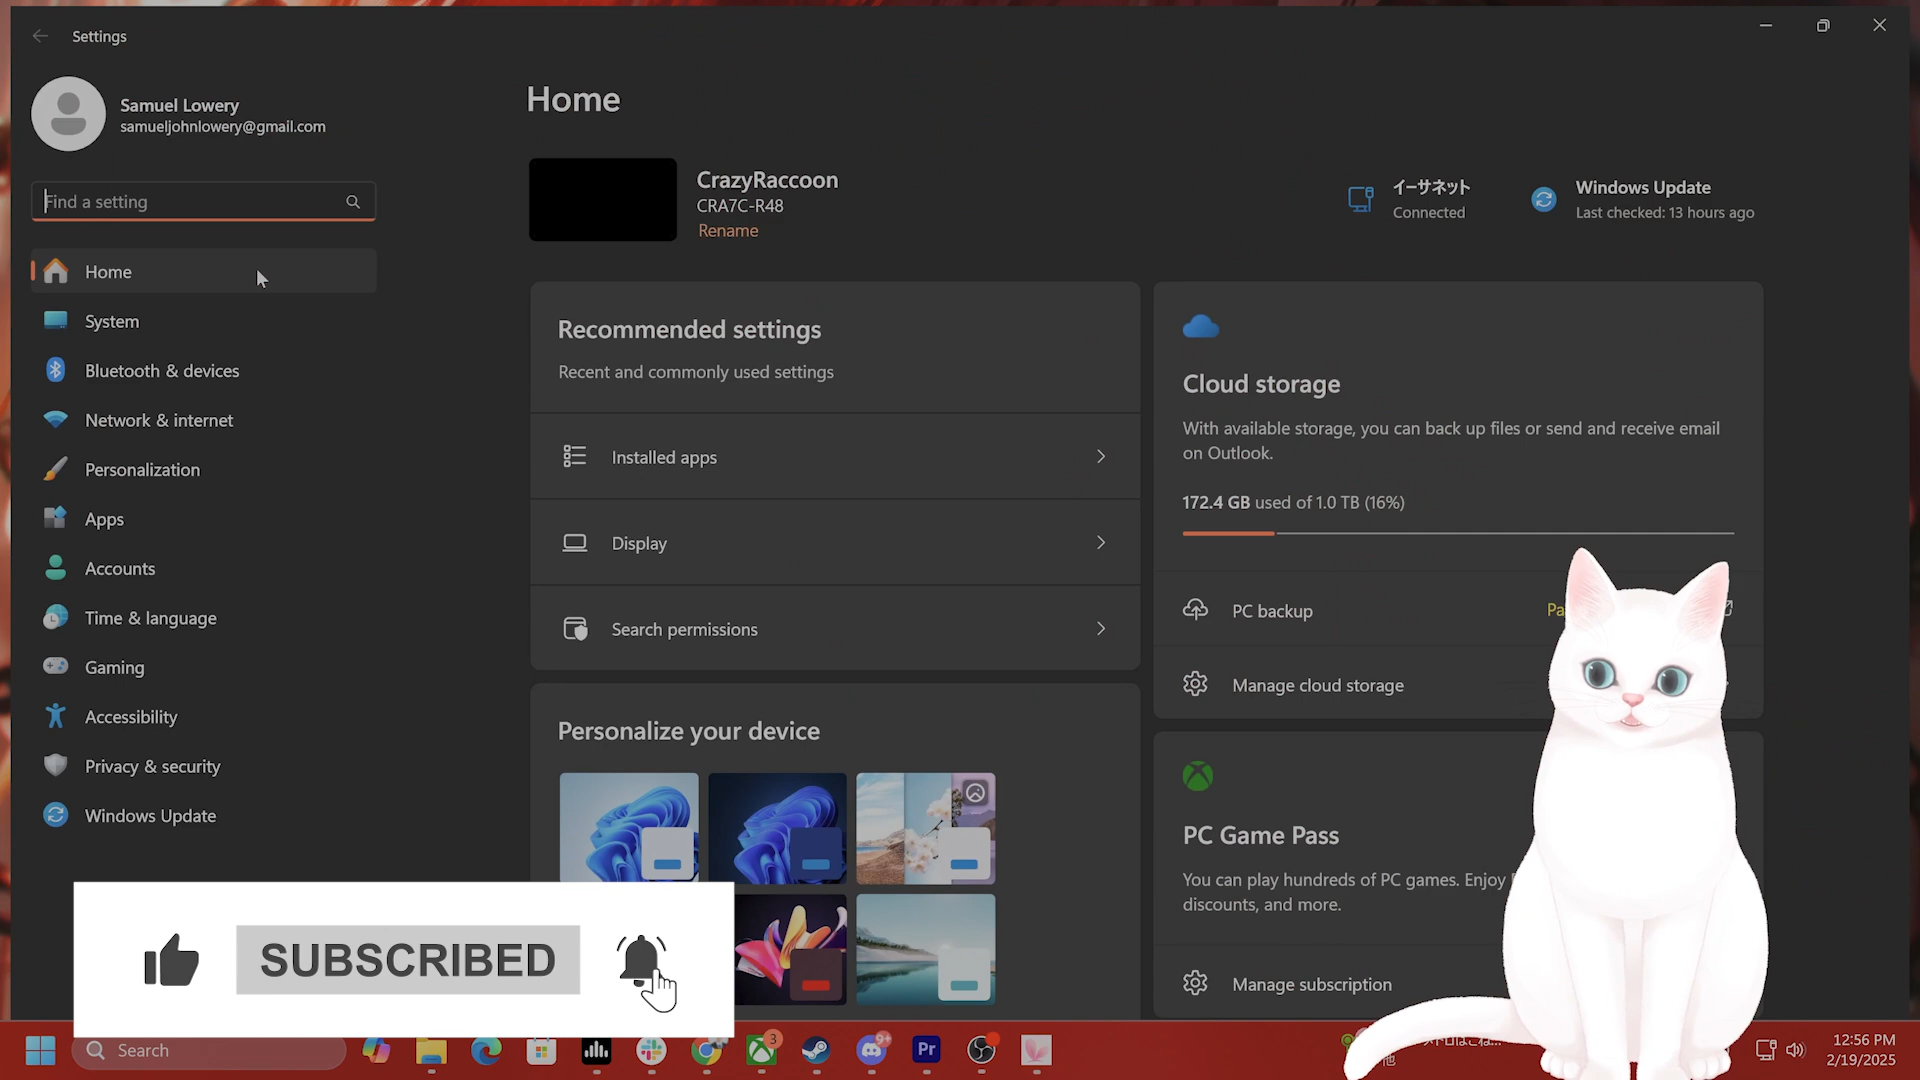 Settings
Samuel Lowery
samueljohnlowery@gmail.com
Find a setting
Home
System
Bluetooth & devices
Network & internet
Personalization
Apps
Accounts
Time & language
Gaming
Accessibility
Privacy & security
Windows Update
Home
CrazyRaccoon
CRA7C-R48
Rename
イーサネット
Connected
Windows Update
Last checked: 13 hours ago
Recommended settings
Recent and commonly used settings
Installed apps
Display
Search permissions
Personalize your device
Cloud storage
With available storage, you can back up files or send and receive email
on Outlook.
172.4 GB used of 1.0 TB (16%)
PC backup
Manage cloud storage
PC Game Pass
You can play hundreds of PC games. Enjoy
discounts, and more.
Manage subscription
SUBSCRIBED
Search
3
9+
Pr
12:56 PM
2/19/2025